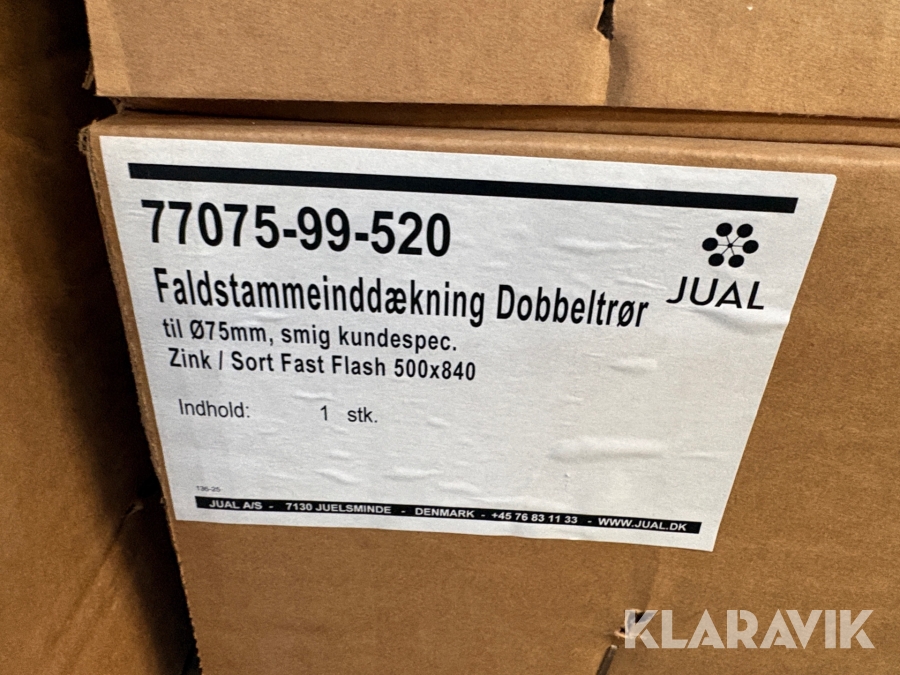 77075-99-520
JUAL
Faldstammeinddækning Dobbeltrør
til Ø75mm, smig kundespec.
Zink / Sort Fast Flash 500x840
Indhold: 1 stk.
136-25
JUAL A/S - 7130 JUELSMINDE - DENMARK - +45 76 83 11 33 - WWW.JUAL.DK
KLARAVIK